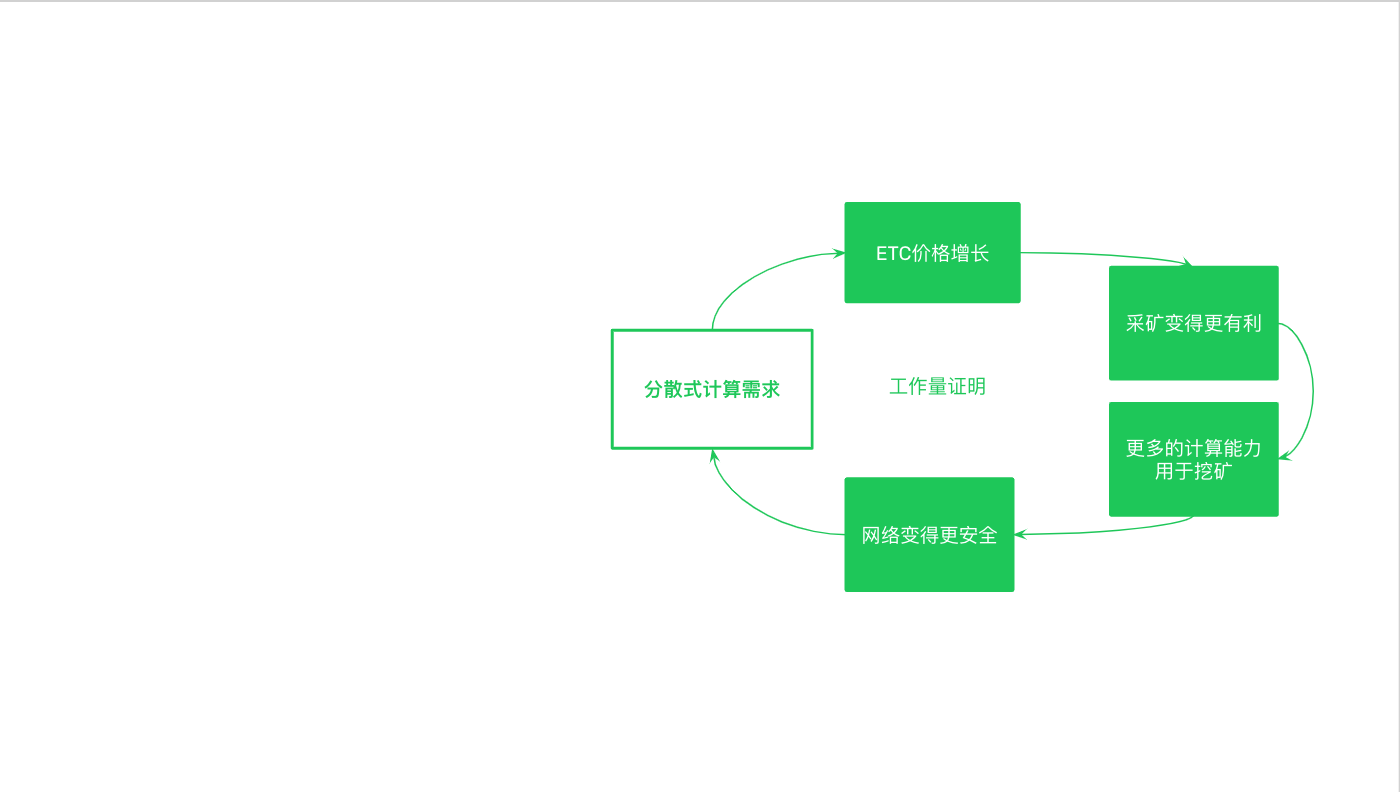 ETC价格增长
采矿变得更有利
工作量证明
分散式计算需求
更多的计算能力
用于挖矿
网络变得更安全